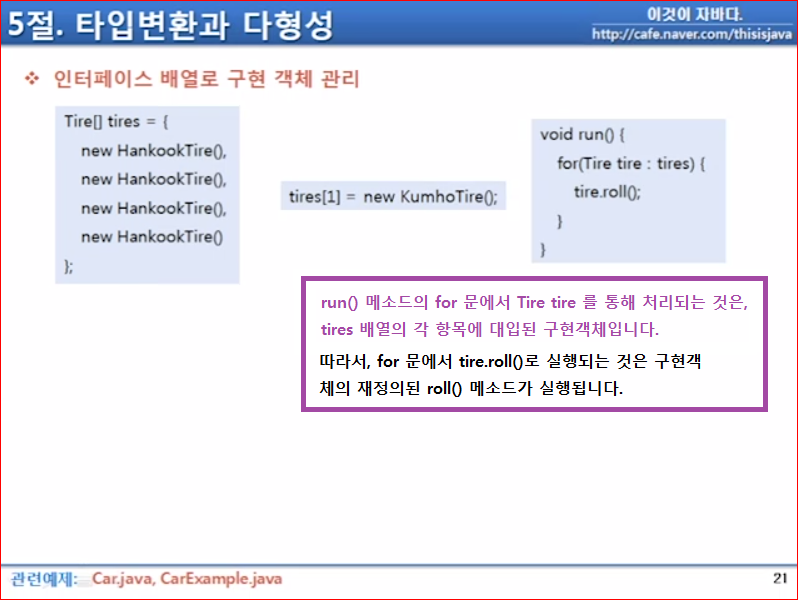 5절. 타입변환과 다형성
이것이 자바다.
http://cafe.naver.com/thisisjava
❖ 인터페이스 배열로 구현 객체 관리
Tire[] tires = {
new HankookTire(),
new HankookTire(),
new HankookTire(),
new HankookTire()
};
tires[1] = new KumhoTire();
void run() {
for(Tire tire : tires) {
tire.roll();
}
}
run() 메소드의 for 문에서 Tire tire 를 통해 처리되는 것은,
tires 배열의 각 항목에 대입된 구현객체입니다.
따라서, for 문에서 tire.roll()로 실행되는 것은 구현객
체의 재정의된 roll() 메소드가 실행됩니다.
관련예제: Car.java, CarExample.java
21